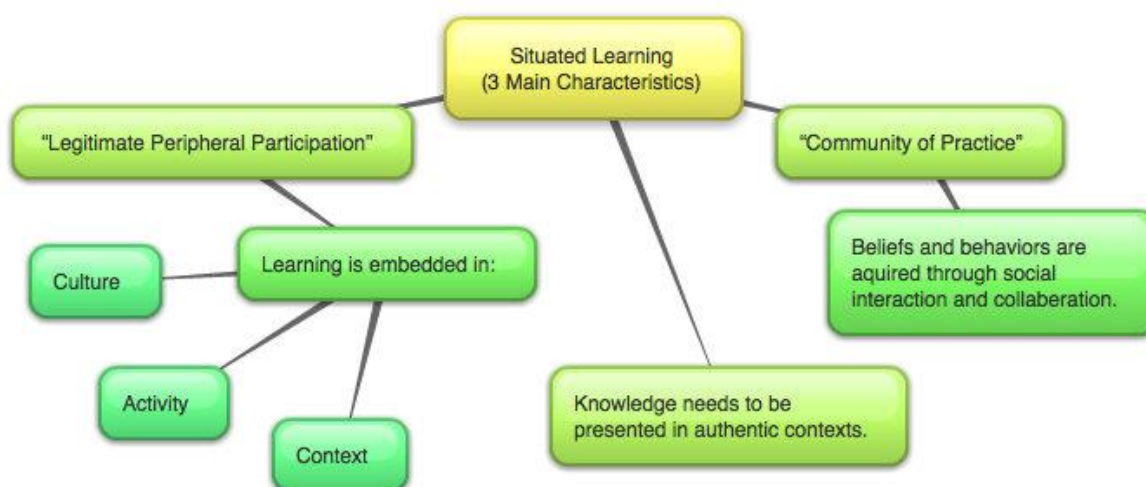 Situated Learning
(3 Main Characteristics)
“Legitimate Peripheral Participation”
“Community of Practice”
Learning is embedded in:
Culture
Activity
Context
Knowledge needs to be
presented in authentic contexts.
Beliefs and behaviors are
aquired through social
interaction and collaberation.